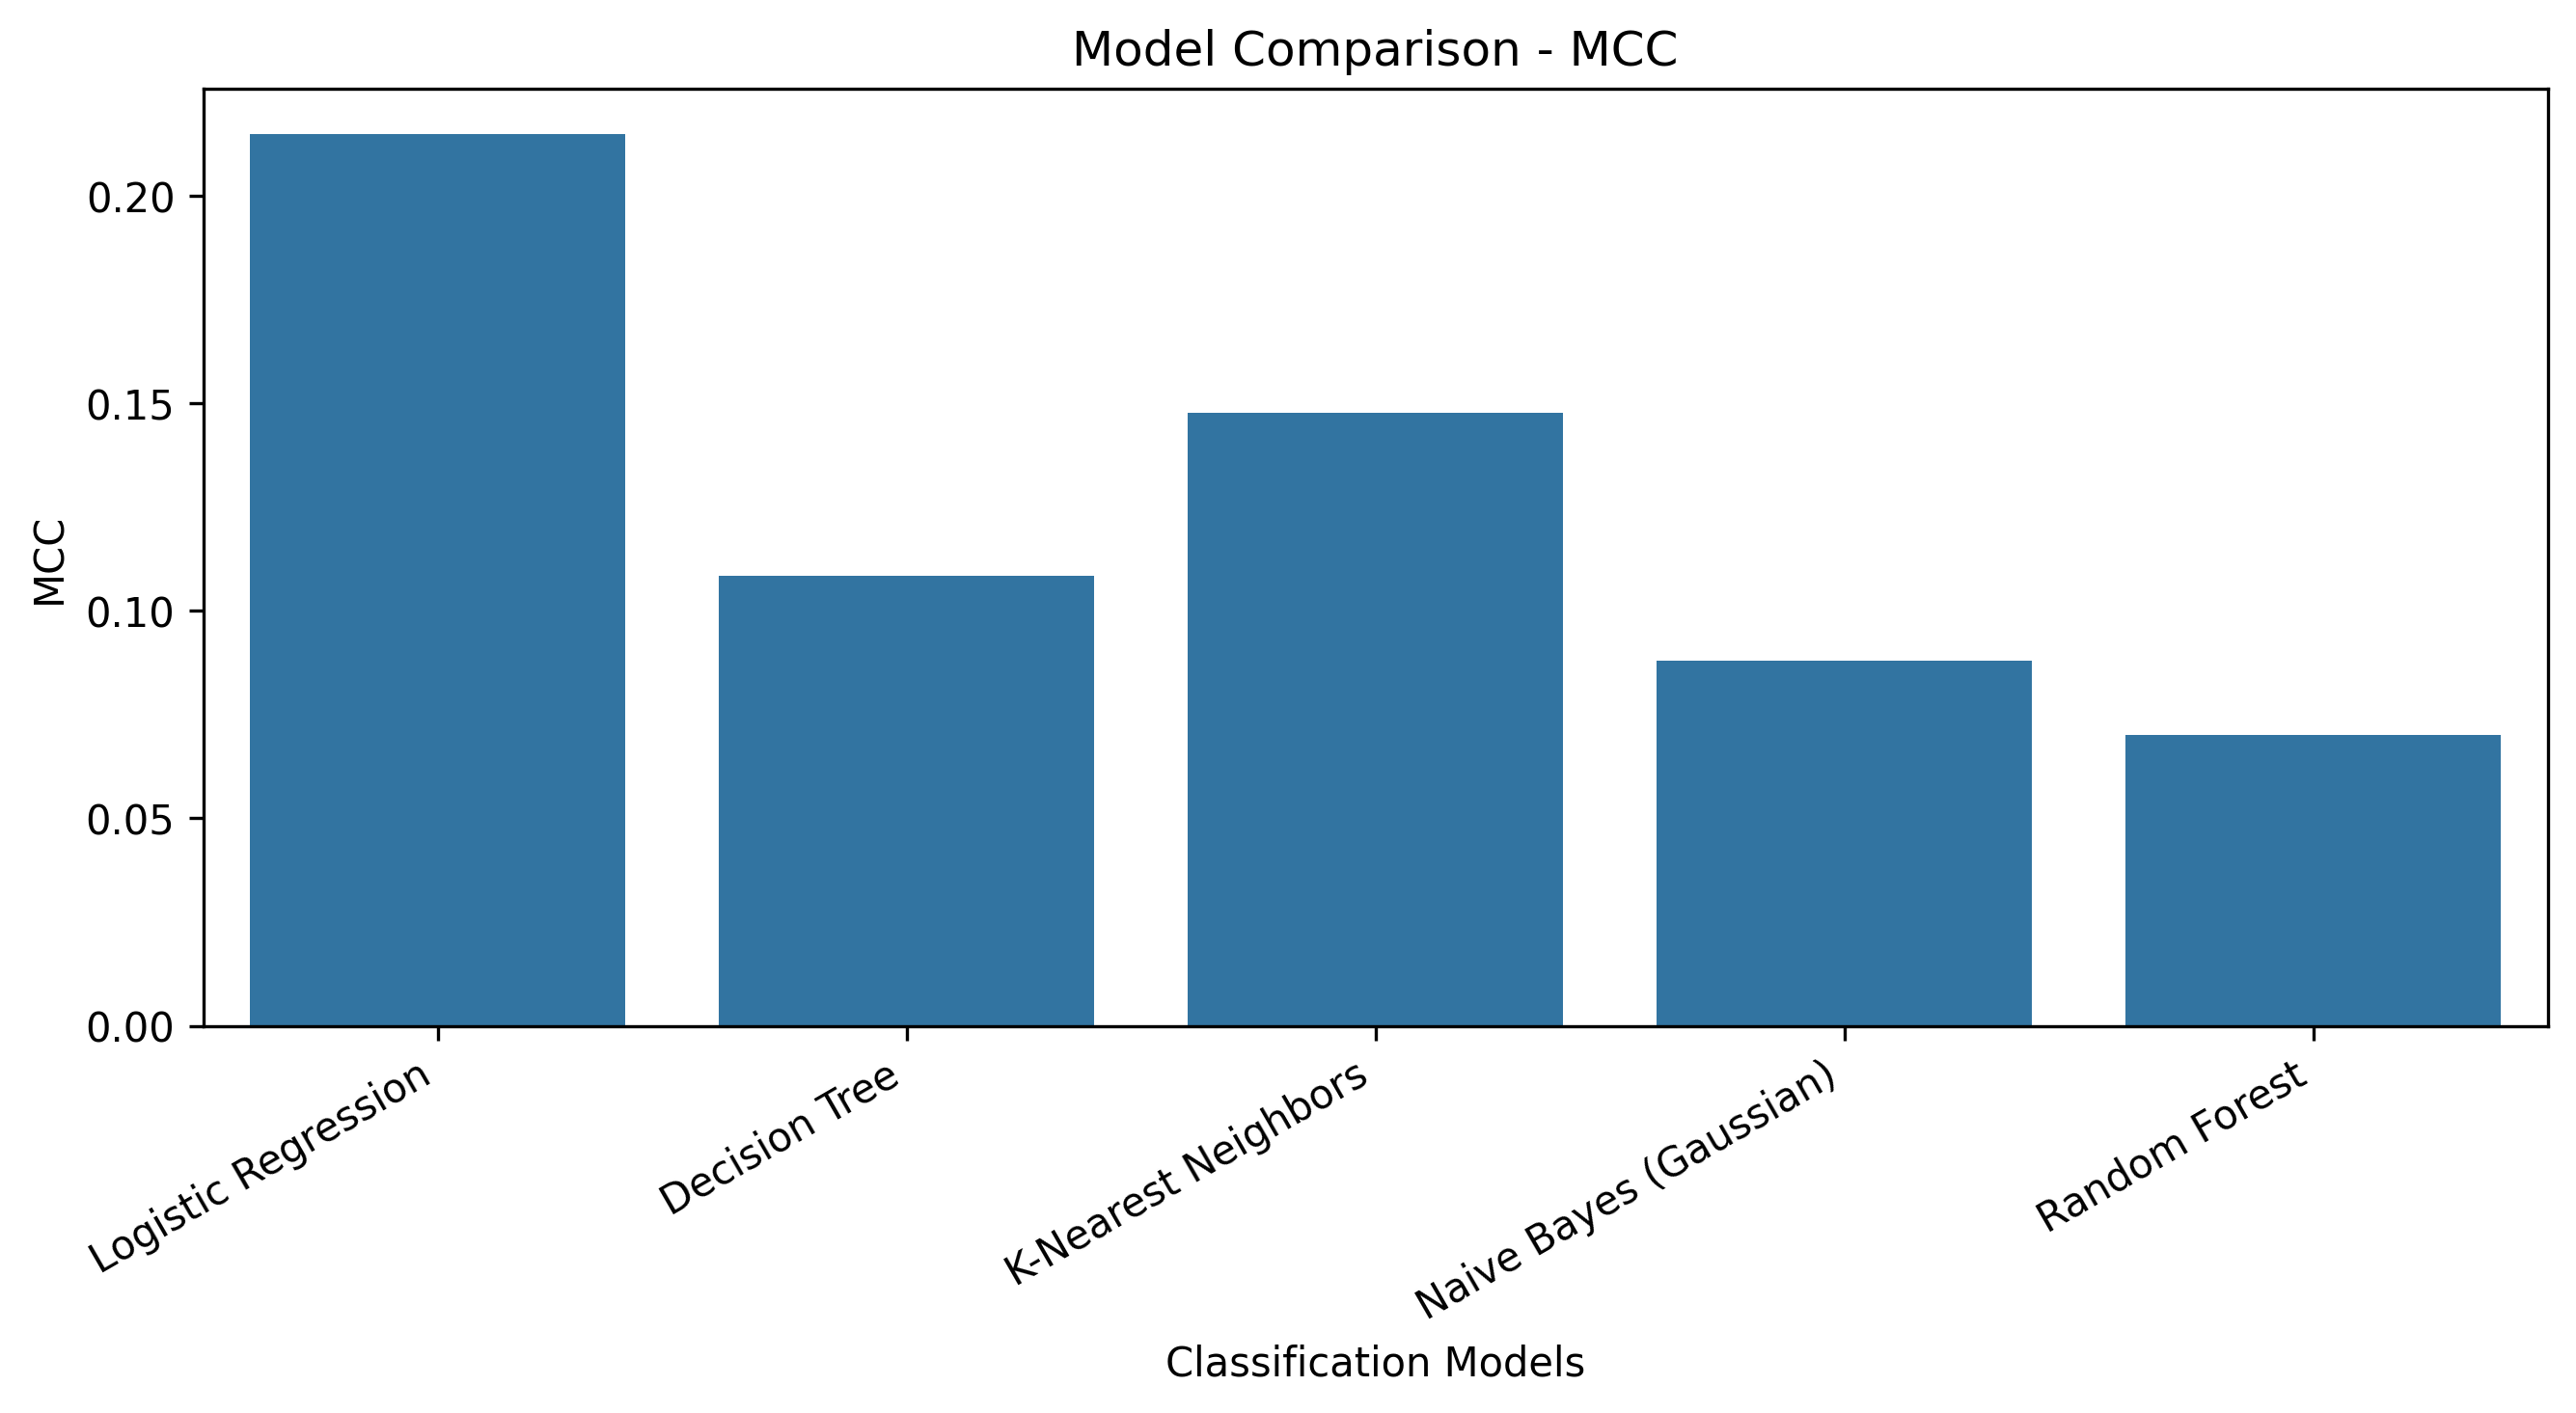 Model Comparison - MCC
MCC
0.20
0.15
0.10
0.05
0.00
Logistic Regression
Decision Tree
K-Nearest Neighbors
Naive Bayes (Gaussian)
Random Forest
Classification Models